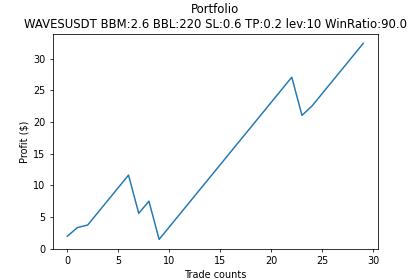 Portfolio
WAVESUSDT BBM:2.6 BBL:220 SL:0.6 TP:0.2 lev:10 WinRatio:90.0
30
25
20
15
10
5
0
Profit ($)
0 5 10 15 20 25 30
Trade counts